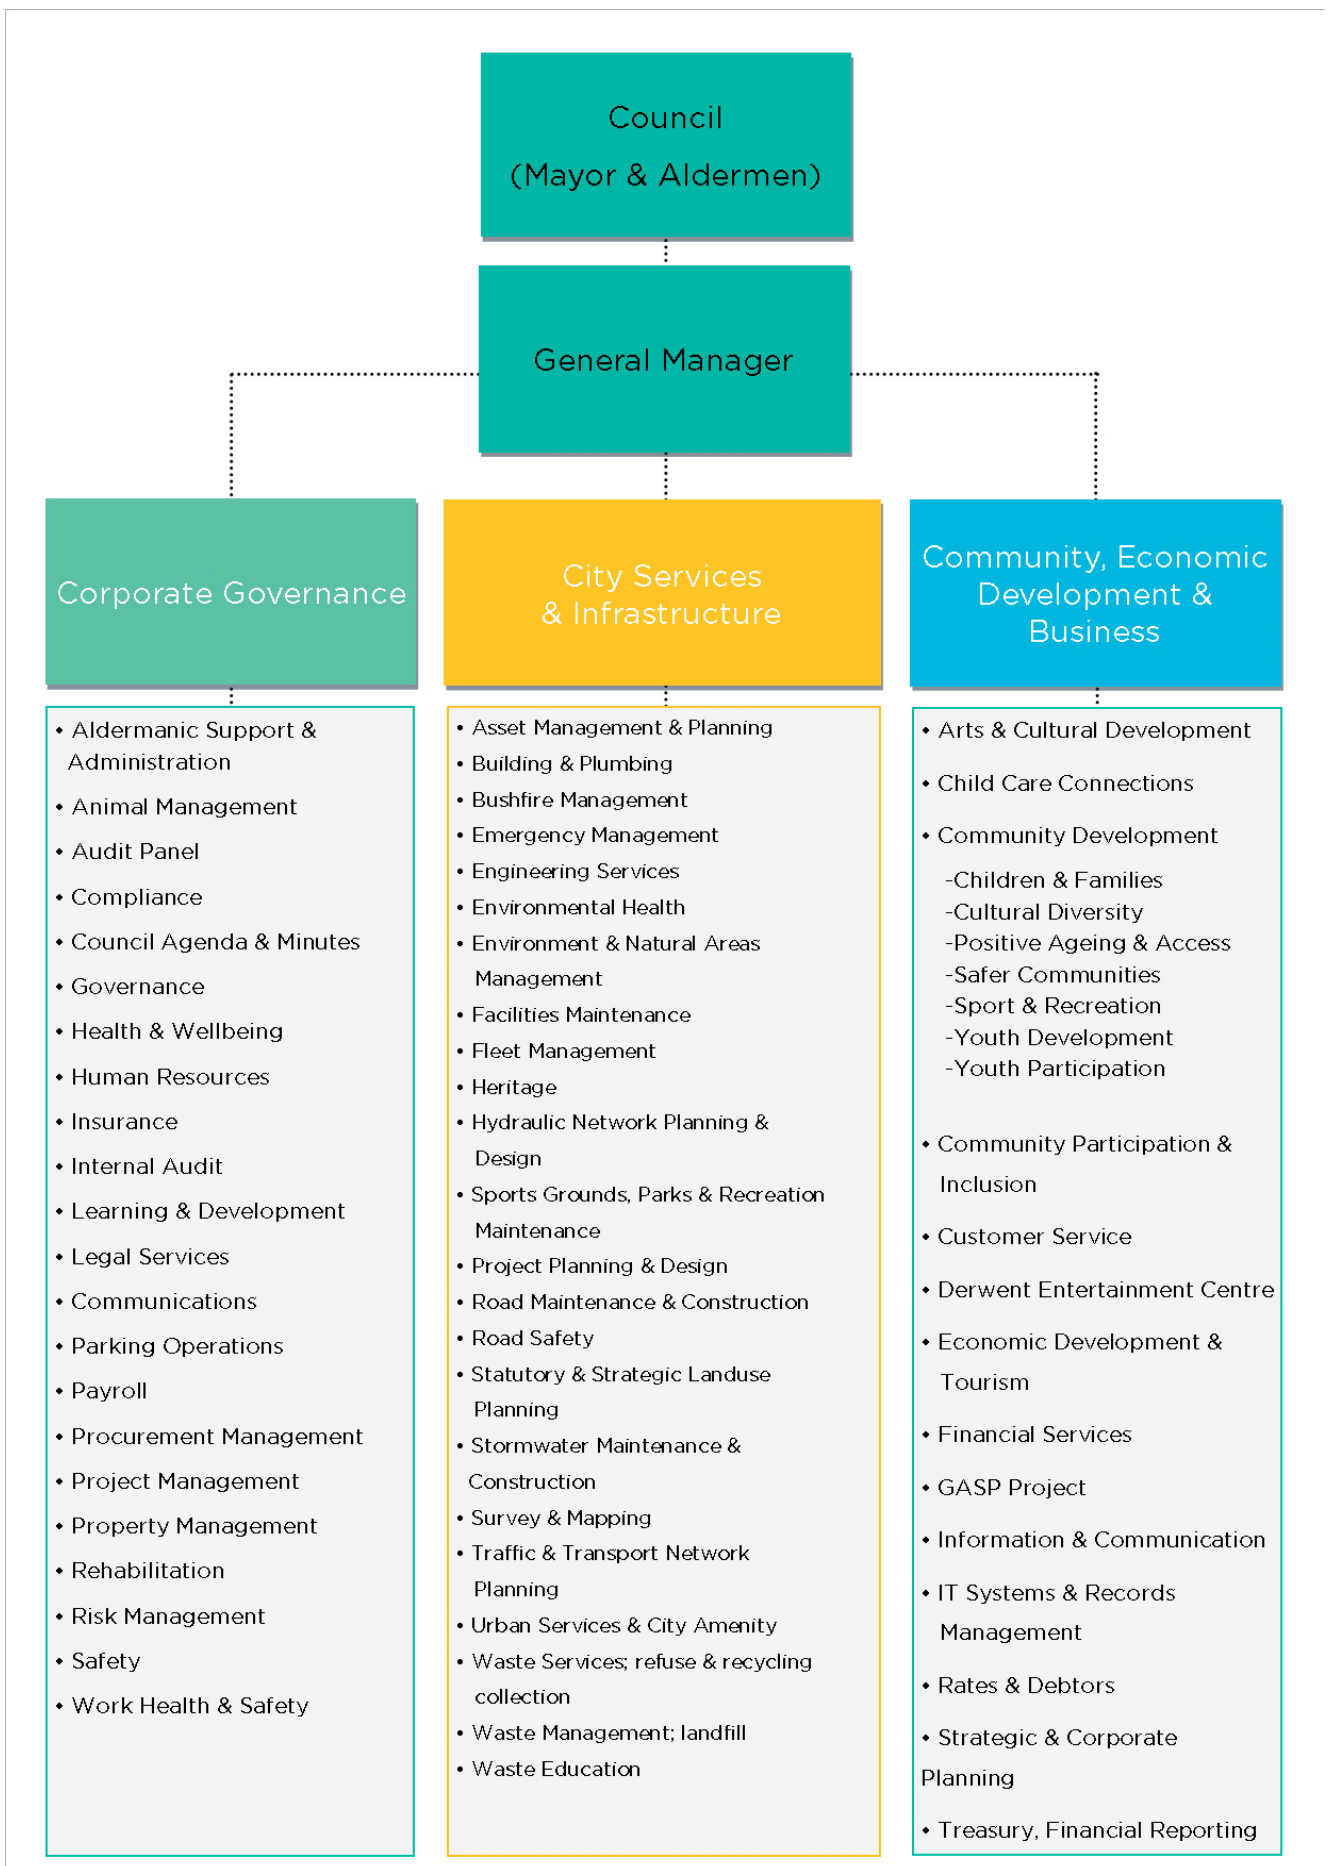 Council
(Mayor & Aldermen)
General Manager
Corporate Governance
• Aldermanic Support &
Administration
• Animal Management
• Audit Panel
• Compliance
• Council Agenda & Minutes
• Governance
• Health & Wellbeing
• Human Resources
• Insurance
• Internal Audit
• Learning & Development
• Legal Services
• Communications
• Parking Operations
• Payroll
• Procurement Management
• Project Management
• Property Management
• Rehabilitation
• Risk Management
• Safety
• Work Health & Safety
City Services
& Infrastructure
• Asset Management & Planning
• Building & Plumbing
• Bushfire Management
• Emergency Management
• Engineering Services
• Environmental Health
• Environment & Natural Areas
Management
• Facilities Maintenance
• Fleet Management
• Heritage
• Hydraulic Network Planning &
Design
• Sports Grounds, Parks & Recreation
Maintenance
• Project Planning & Design
• Road Maintenance & Construction
• Road Safety
• Statutory & Strategic Landuse
Planning
• Stormwater Maintenance &
Construction
• Survey & Mapping
• Traffic & Transport Network
Planning
• Urban Services & City Amenity
• Waste Services; refuse & recycling
collection
• Waste Management; landfill
• Waste Education
Community, Economic
Development &
Business
• Arts & Cultural Development
• Child Care Connections
• Community Development
-Children & Families
-Cultural Diversity
-Positive Ageing & Access
-Safer Communities
-Sport & Recreation
-Youth Development
-Youth Participation
• Community Participation &
Inclusion
• Customer Service
• Derwent Entertainment Centre
• Economic Development &
Tourism
• Financial Services
• GASP Project
• Information & Communication
• IT Systems & Records
Management
• Rates & Debtors
• Strategic & Corporate
Planning
• Treasury, Financial Reporting